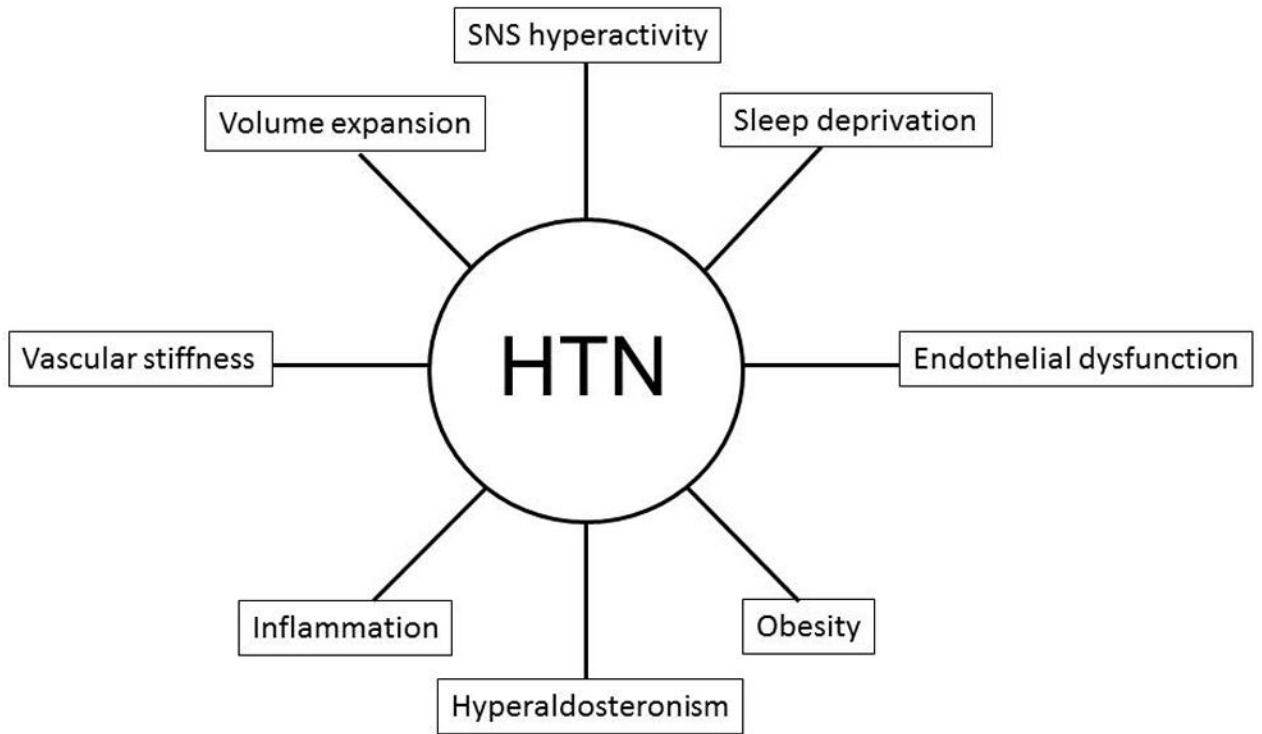 SNS hyperactivity
Volume expansion
Sleep deprivation
Vascular stiffness
HTN
Endothelial dysfunction
Inflammation
Obesity
Hyperaldosteronism